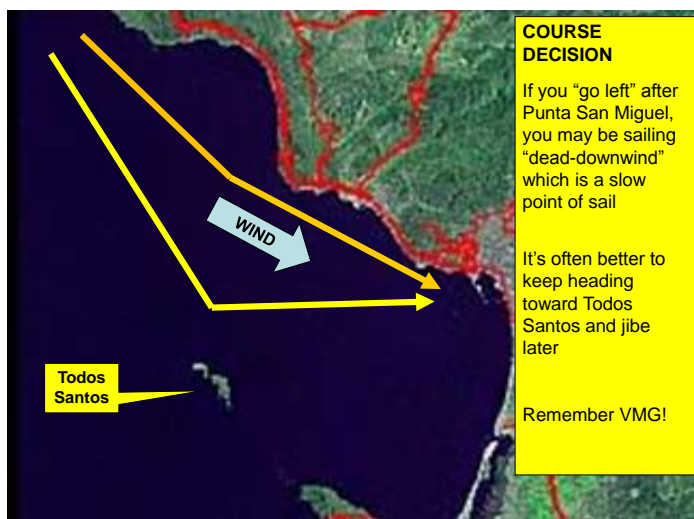 COURSE
DECISION
If you “go left” after
Punta San Miguel,
you may be sailing
“dead-downwind”
which is a slow
point of sail
It’s often better to
keep heading
toward Todos
Santos and jibe
later
Remember VMG!
WIND
Todos
Santos